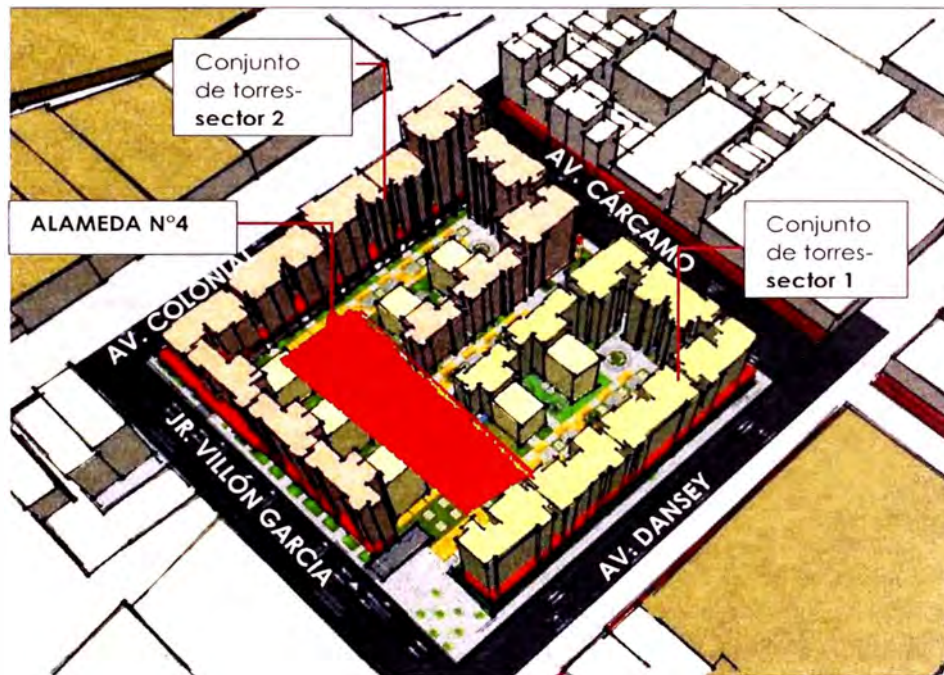 Conjunto
de torres-
sector 2
ALAMEDA N°4
AV. COLONIAL
AV. CÁRCAMO
Conjunto
de torres-
sector 1
JR. VILLÓN GARCÍA
AV. DANSEY